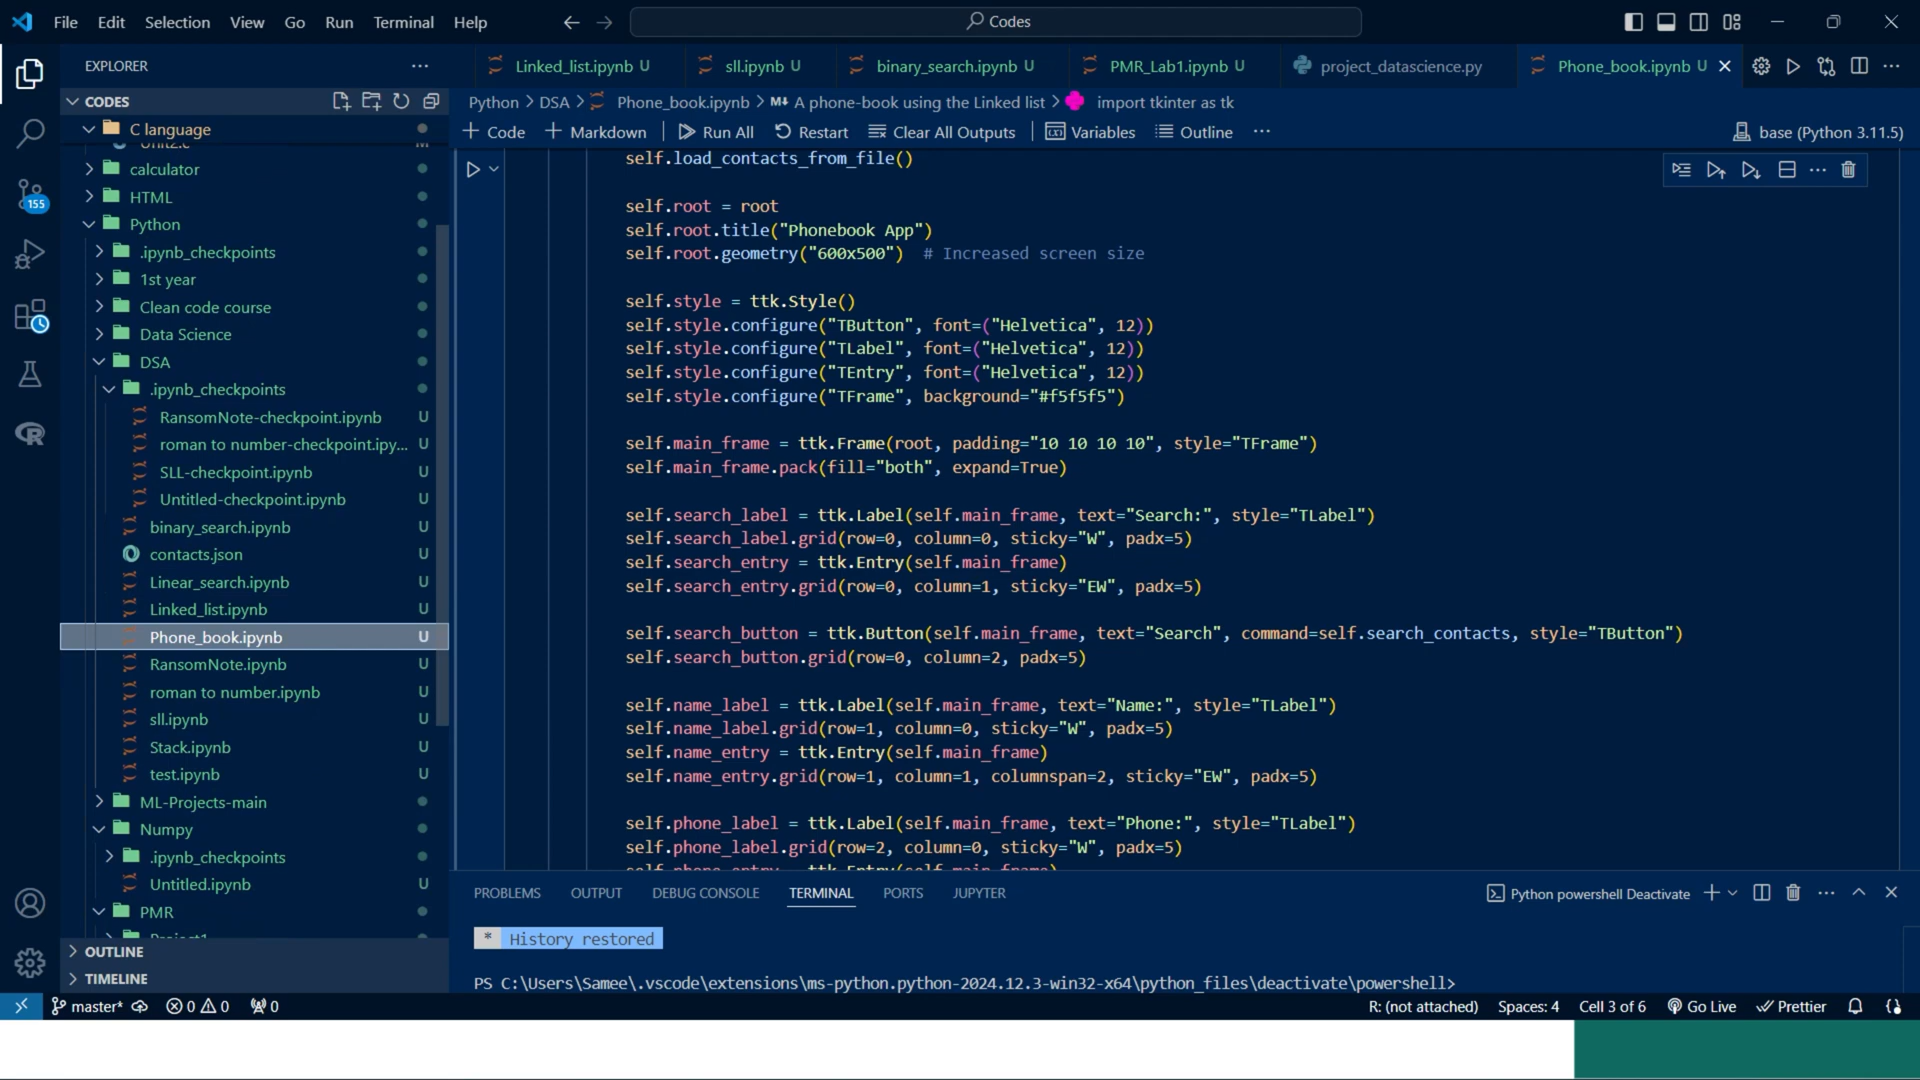 File Edit Selection View Go Run Terminal Help
Codes
EXPLORER
Linked_list.ipynb U
sll.ipynb U
binary_search.ipynb U
PMR_Lab1.ipynb U
project_datascience.py
Phone_book.ipynb U
Python > DSA > Phone_book.ipynb > M↓ A phone-book using the Linked list > import tkinter as tk
+ Code + Markdown | Run All Restart Clear All Outputs | Variables Outline ...
base (Python 3.11.5)
CODES
C language
Unit2.c M
calculator
HTML
Python
.ipynb_checkpoints
1st year
Clean code course
Data Science
DSA
.ipynb_checkpoints
RansomNote-checkpoint.ipynb U
roman to number-checkpoint.ipy... U
SLL-checkpoint.ipynb U
Untitled-checkpoint.ipynb U
binary_search.ipynb U
contacts.json U
Linear_search.ipynb U
Linked_list.ipynb U
Phone_book.ipynb U
RansomNote.ipynb U
roman to number.ipynb U
sll.ipynb U
Stack.ipynb U
test.ipynb U
ML-Projects-main
Numpy
.ipynb_checkpoints
Untitled.ipynb U
PMR
Project1
OUTLINE
TIMELINE
155
self.load_contacts_from_file()
self.root = root
self.root.title("Phonebook App")
self.root.geometry("600x500")  # Increased screen size
self.style = ttk.Style()
self.style.configure("TButton", font=("Helvetica", 12))
self.style.configure("TLabel", font=("Helvetica", 12))
self.style.configure("TEntry", font=("Helvetica", 12))
self.style.configure("TFrame", background="#f5f5f5")
self.main_frame = ttk.Frame(root, padding="10 10 10 10", style="TFrame")
self.main_frame.pack(fill="both", expand=True)
self.search_label = ttk.Label(self.main_frame, text="Search:", style="TLabel")
self.search_label.grid(row=0, column=0, sticky="W", padx=5)
self.search_entry = ttk.Entry(self.main_frame)
self.search_entry.grid(row=0, column=1, sticky="EW", padx=5)
self.search_button = ttk.Button(self.main_frame, text="Search", command=self.search_contacts, style="TButton")
self.search_button.grid(row=0, column=2, padx=5)
self.name_label = ttk.Label(self.main_frame, text="Name:", style="TLabel")
self.name_label.grid(row=1, column=0, sticky="W", padx=5)
self.name_entry = ttk.Entry(self.main_frame)
self.name_entry.grid(row=1, column=1, columnspan=2, sticky="EW", padx=5)
self.phone_label = ttk.Label(self.main_frame, text="Phone:", style="TLabel")
self.phone_label.grid(row=2, column=0, sticky="W", padx=5)
self.phone_entry = ttk.Entry(self.main_frame)
PROBLEMS OUTPUT DEBUG CONSOLE TERMINAL PORTS JUPYTER
Python powershell Deactivate
* History restored
PS C:\Users\Samee\.vscode\extensions\ms-python.python-2024.12.3-win32-x64\python_files\deactivate\powershell>
master* 0 0 0
R: (not attached) Spaces: 4 Cell 3 of 6 Go Live Prettier